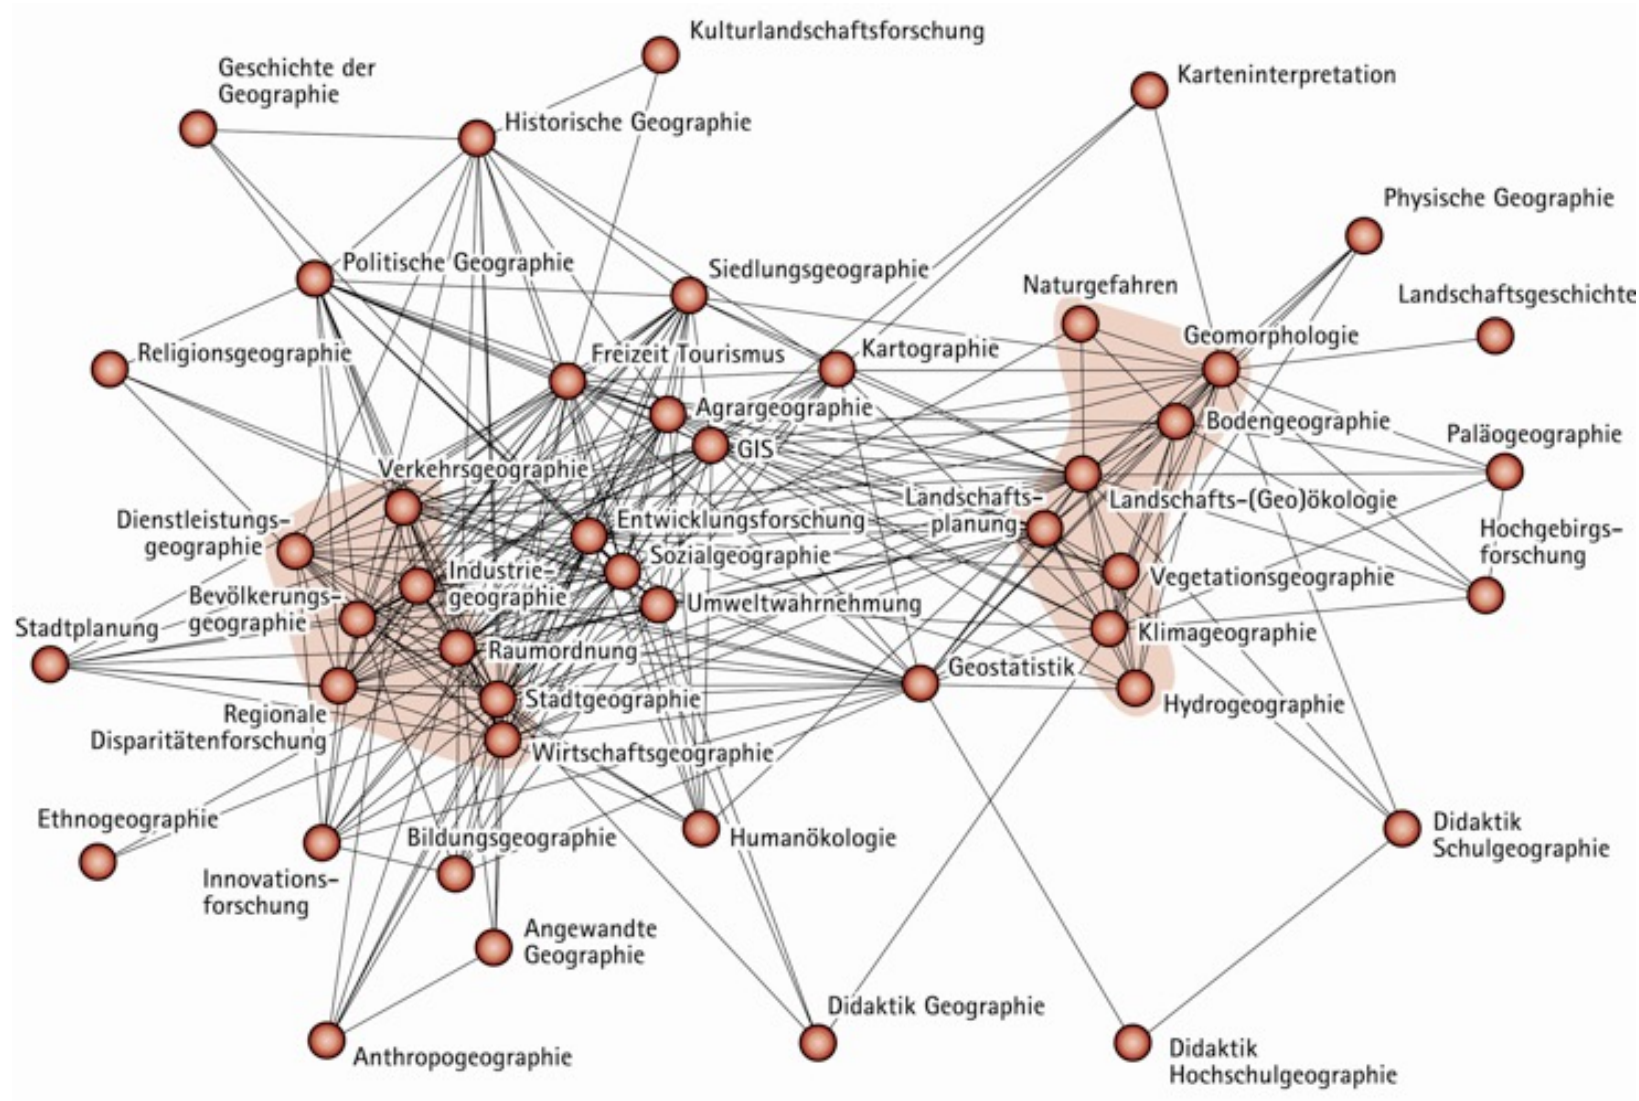 Kulturlandschaftsforschung
Geschichte der
Geographie
Karteninterpretation
Historische Geographie
Physische Geographie
Politische Geographie
Siedlungsgeographie
Naturgefahren
Landschaftsgeschichte
Geomorphologie
Religionsgeographie
Freizeit Tourismus
Kartographie
Agrargeographie
Bodengeographie
GIS
Paläogeographie
Verkehrsgeographie
Landschafts-
planung
Landschafts-(Geo)ökologie
Dienstleistungs-
geographie
Entwicklungsforschung
Hochgebirgs-
forschung
Sozialgeographie
Industrie-
geographie
Vegetationsgeographie
Bevölkerungs-
geographie
Umweltwahrnehmung
Stadtplanung
Klimageographie
Raumordnung
Geostatistik
Stadtgeographie
Hydrogeographie
Regionale
Disparitätenforschung
Wirtschaftsgeographie
Ethnogeographie
Bildungsgeographie
Humanökologie
Didaktik
Schulgeographie
Innovations-
forschung
Angewandte
Geographie
Didaktik Geographie
Anthropogeographie
Didaktik
Hochschulgeographie